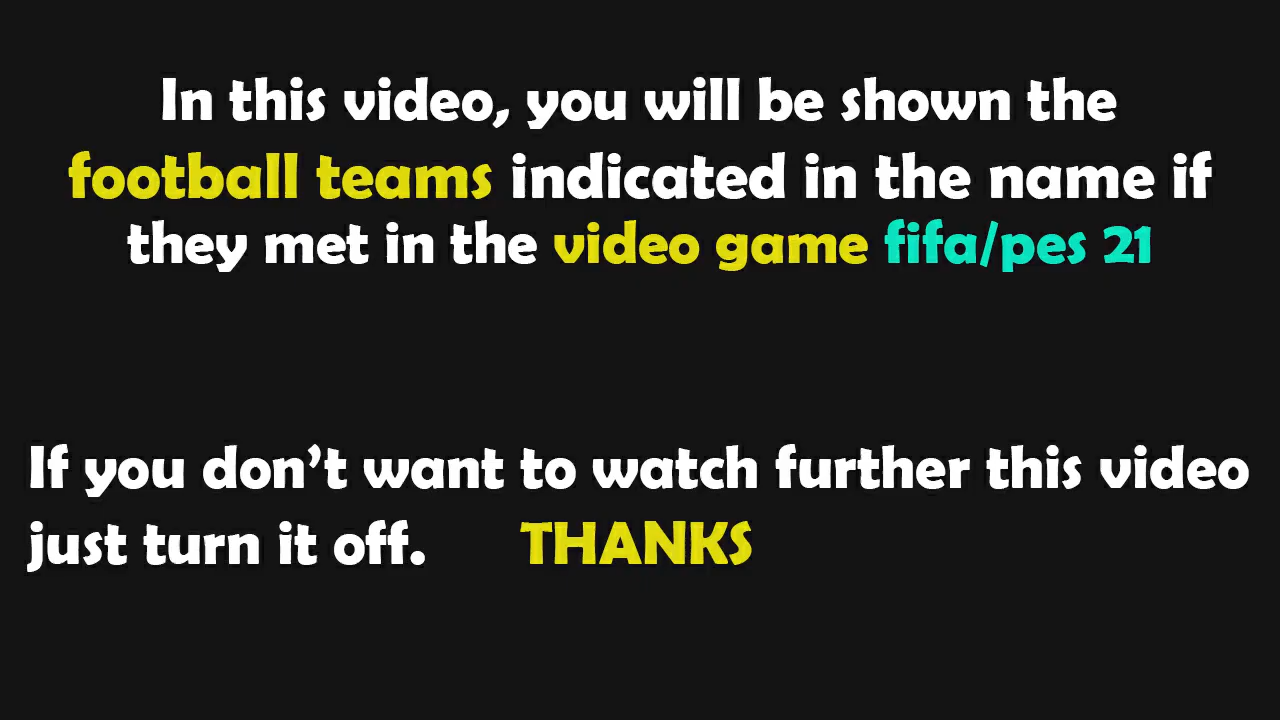 In this video, you will be shown the
football teams indicated in the name if
they met in the video game fifa/pes 21
If you don't want to watch further this video
just turn it off. THANKS